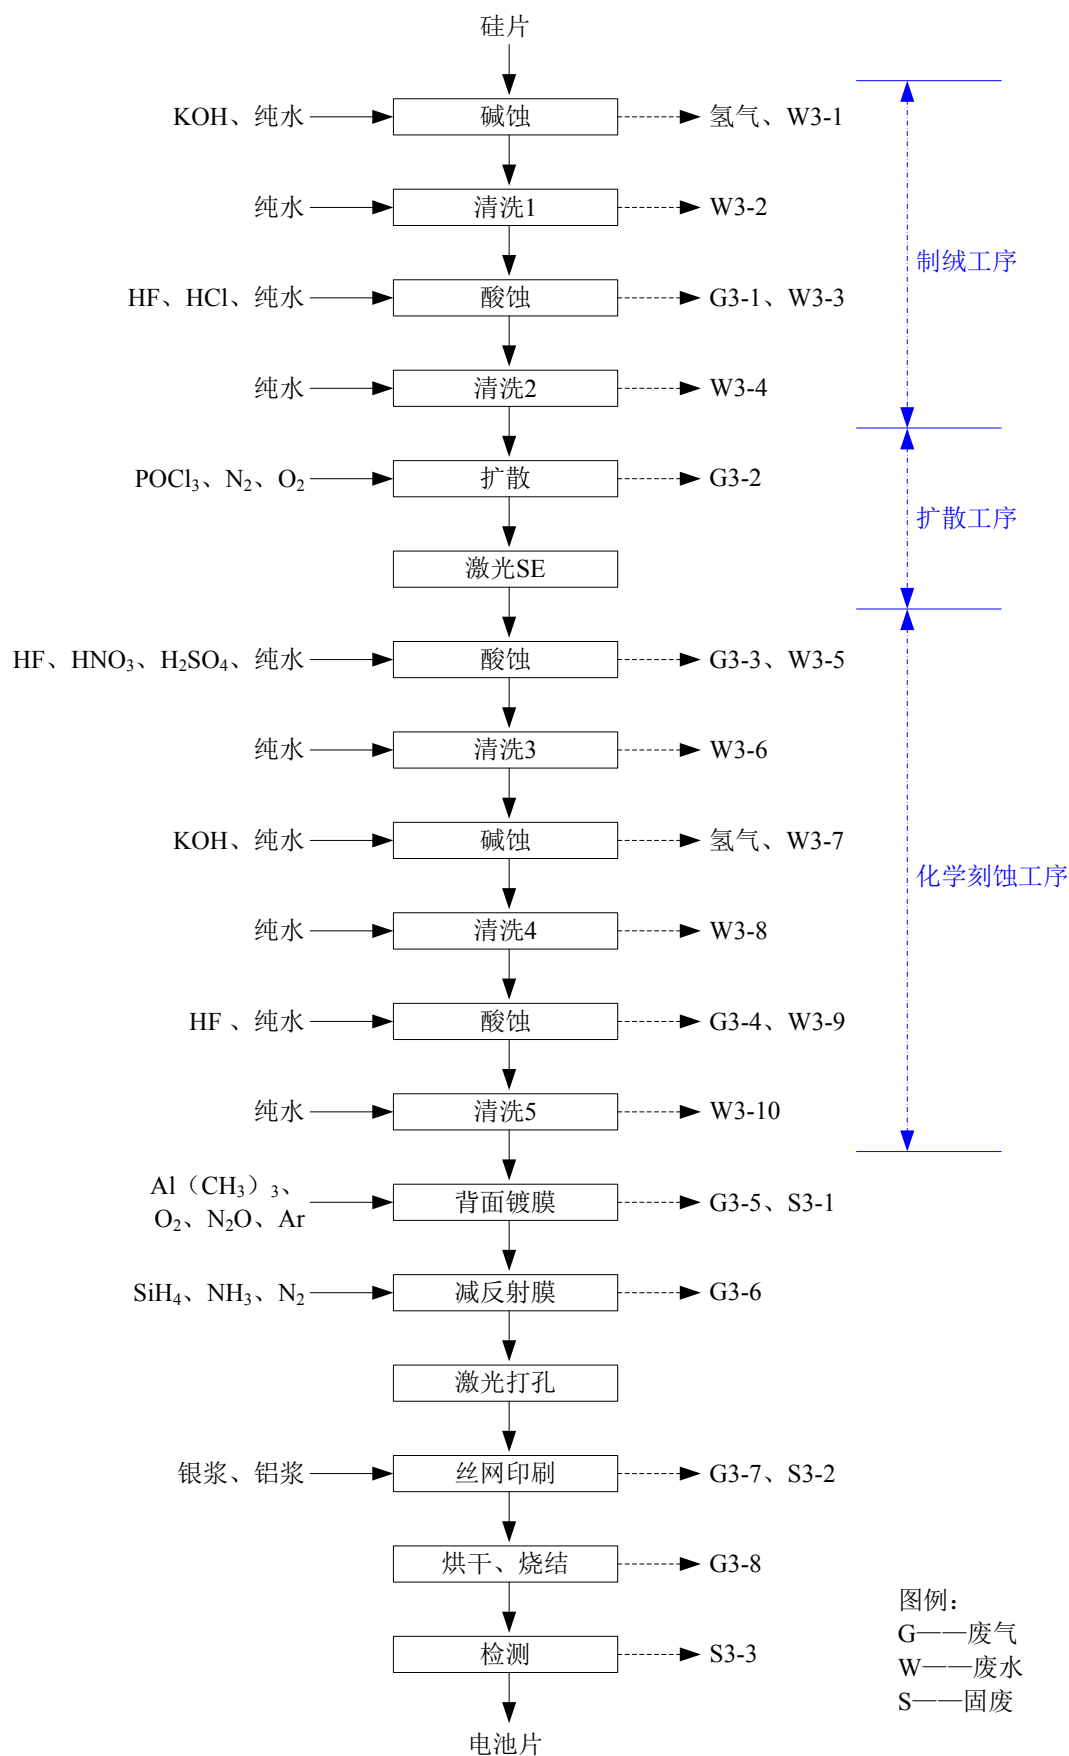 硅片
KOH、纯水
碱蚀
氢气、W3-1
纯水
清洗1
W3-2
制绒工序
HF、HCl、纯水
酸蚀
G3-1、W3-3
纯水
清洗2
W3-4
POCl₃、N₂、O₂
扩散
G3-2
扩散工序
激光SE
HF、HNO₃、H₂SO₄、纯水
酸蚀
G3-3、W3-5
纯水
清洗3
W3-6
KOH、纯水
碱蚀
氢气、W3-7
化学刻蚀工序
纯水
清洗4
W3-8
HF 、纯水
酸蚀
G3-4、W3-9
纯水
清洗5
W3-10
Al（CH₃）₃、
O₂、N₂O、Ar
背面镀膜
G3-5、S3-1
SiH₄、NH₃、N₂
减反射膜
G3-6
激光打孔
银浆、铝浆
丝网印刷
G3-7、S3-2
烘干、烧结
G3-8
检测
S3-3
电池片
图例：
G——废气
W——废水
S——固废